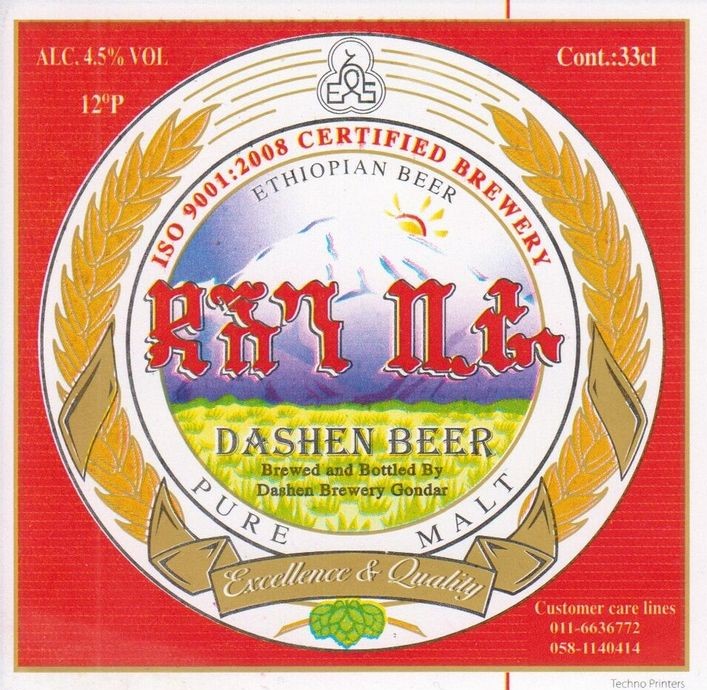 ALC. 4.5% VOL
Cont.:33cl
12°P
ISO 9001:2008 CERTIFIED BREWERY
ETHIOPIAN BEER
ዳሽን ቢራ
DASHEN BEER
Brewed and Bottled By
Dashen Brewery Gondar
PURE MALT
Excellence & Quality
Customer care lines
011-6636772
058-1140414
Techno Printers